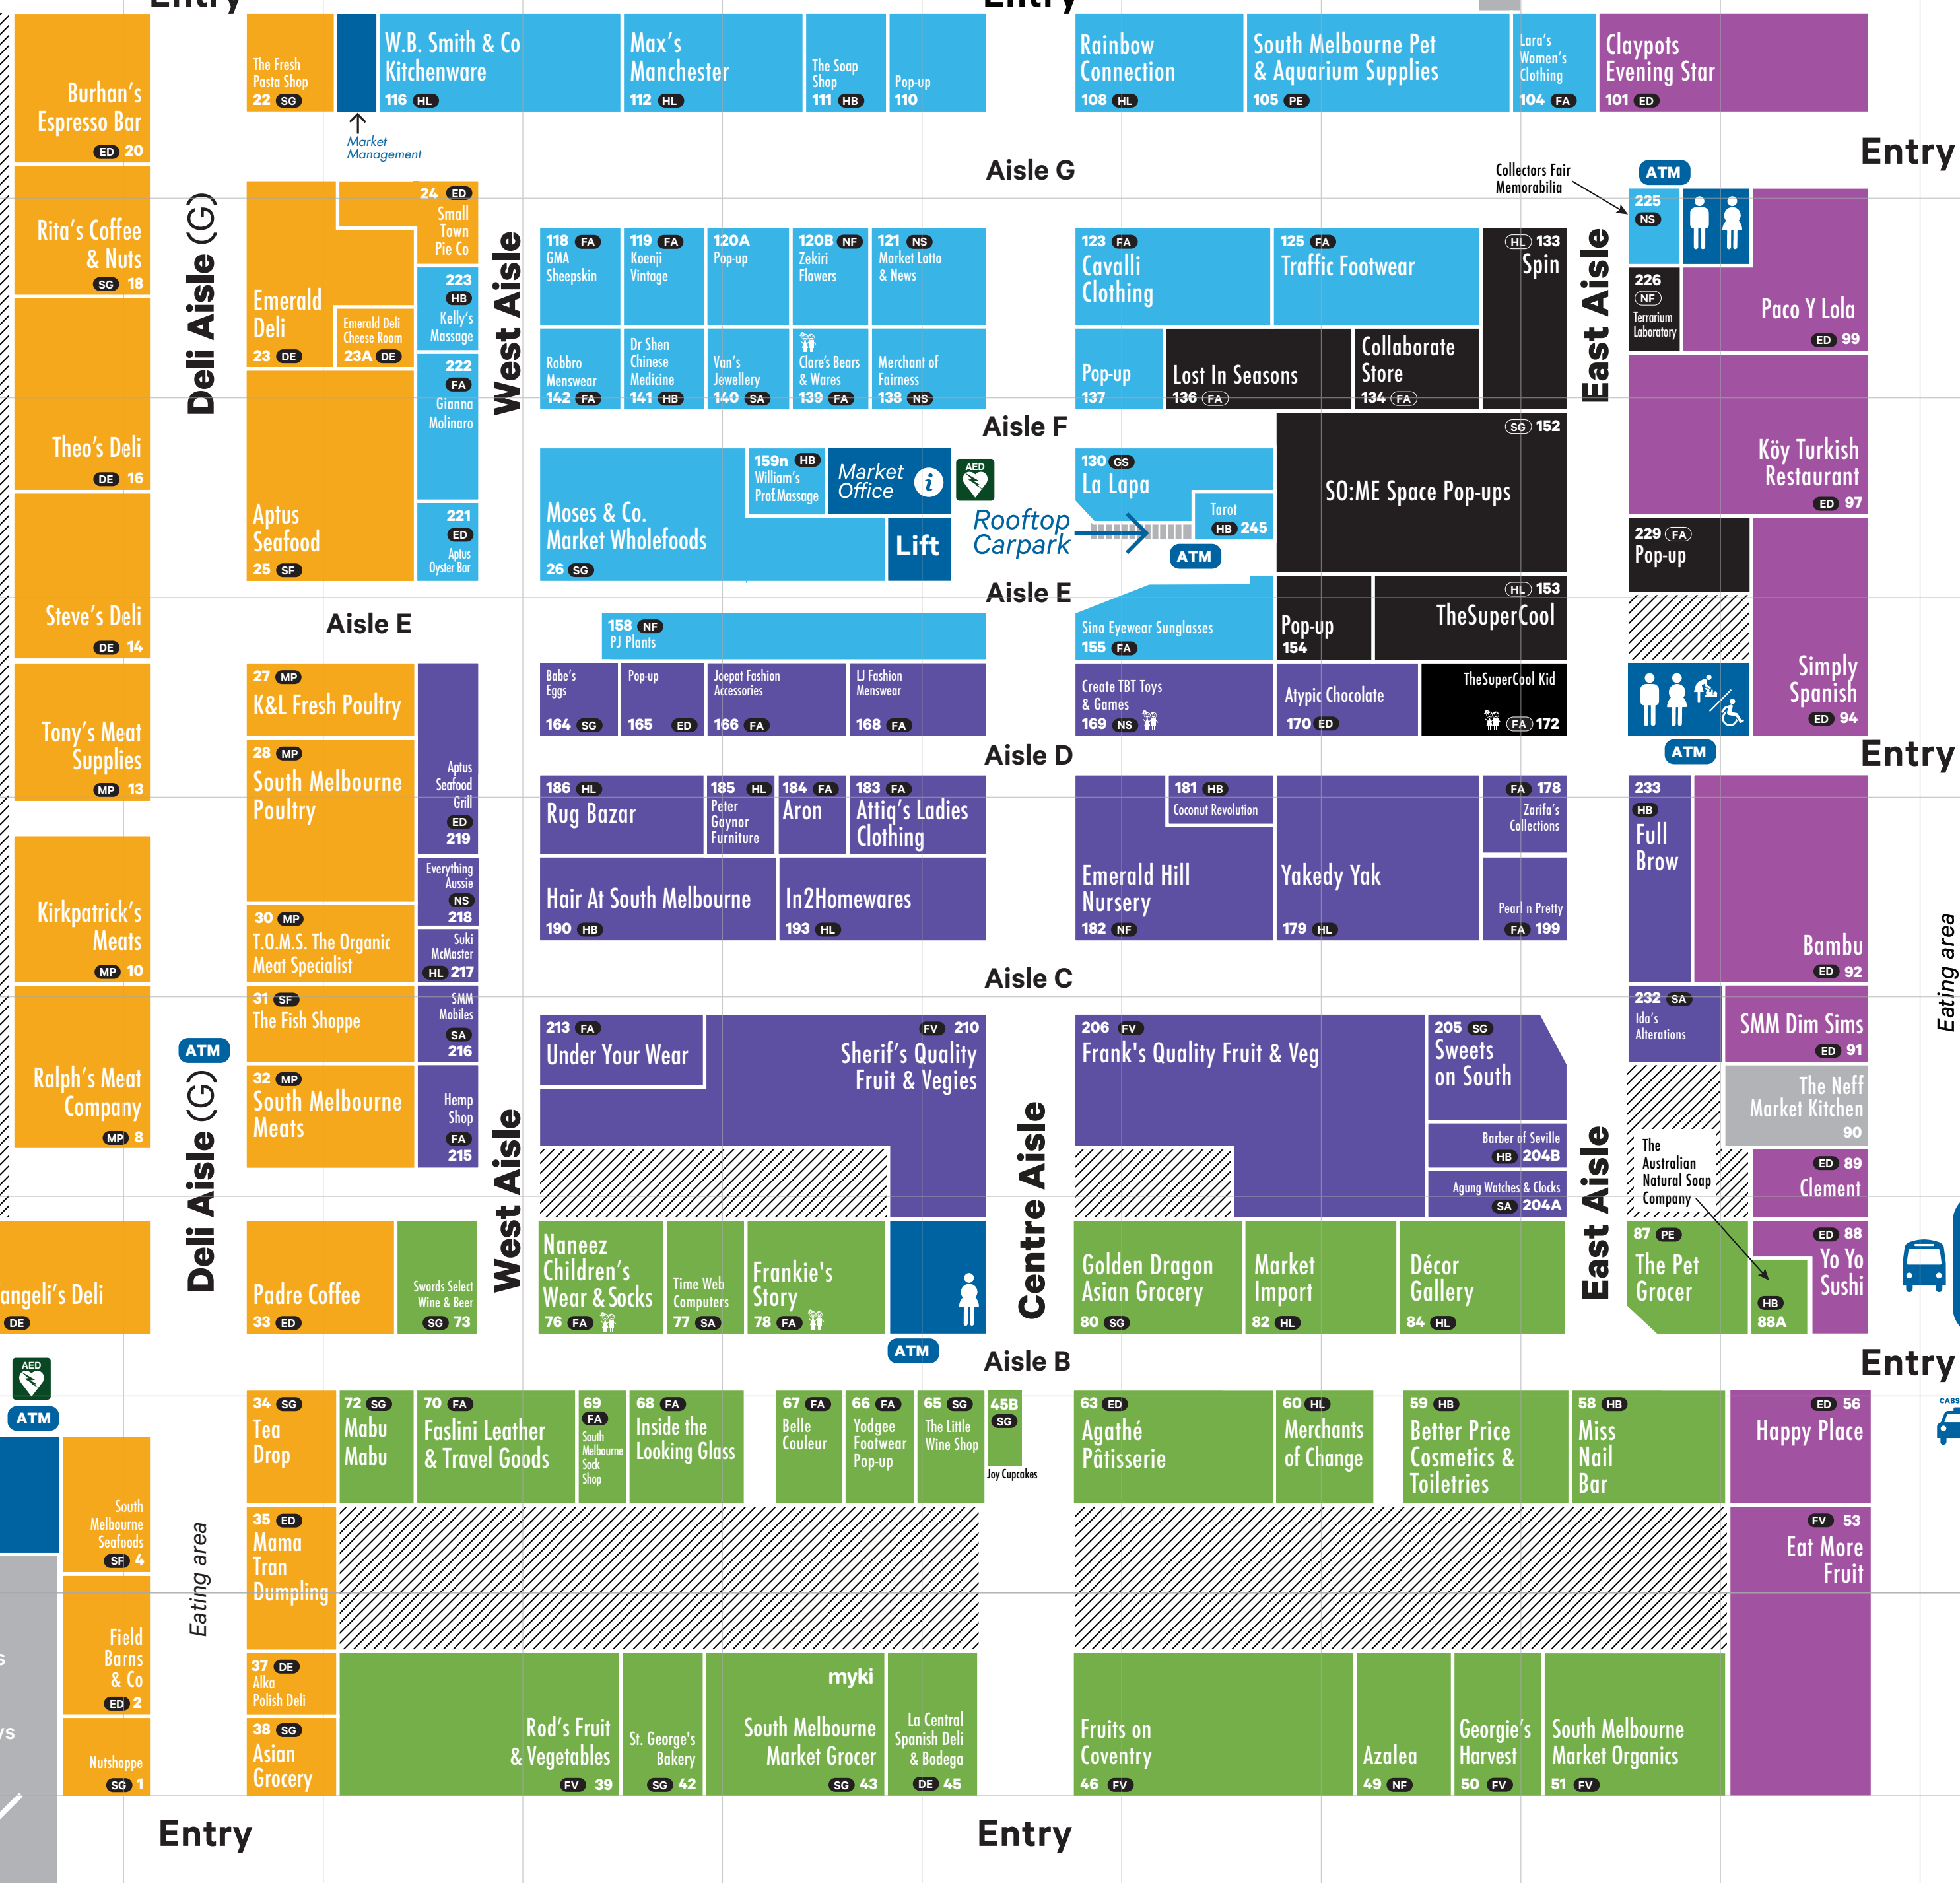 Entry
Entry
Burhan's
Espresso Bar
ED 20
Rita's Coffee
& Nuts
SG 18
Theo's Deli
DE 16
Steve's Deli
DE 14
Tony's Meat
Supplies
MP 13
Kirkpatrick's
Meats
MP 10
Ralph's Meat
Company
MP 8
angeli's Deli
DE
AED
ATM
South
Melbourne
Seafoods
SF 4
Field
Barns
& Co
ED 2
Nutshoppe
SG 1
Deli Aisle (G)
ATM
Deli Aisle (G)
Eating area
Entry
The Fresh
Pasta Shop
22 SG
Market
Management
W.B. Smith & Co
Kitchenware
116 HL
Max's
Manchester
112 HL
The Soap
Shop
111 HB
Pop-up
110
Rainbow
Connection
108 HL
South Melbourne Pet
& Aquarium Supplies
105 PE
Lara's
Women's
Clothing
104 FA
Claypots
Evening Star
101 ED
Aisle G
Entry
Emerald
Deli
23 DE
24 ED
Small
Town
Pie Co
Emerald Deli
Cheese Room
23A DE
223
HB
Kelly's
Massage
222
FA
Gianna
Molinaro
Aptus
Seafood
25 SF
221
ED
Aptus
Oyster Bar
West Aisle
118 FA
GMA
Sheepskin
119 FA
Koenji
Vintage
120A
Pop-up
120B NF
Zekiri
Flowers
121 NS
Market Lotto
& News
Robbro
Menswear
142 FA
Dr Shen
Chinese
Medicine
141 HB
Van's
Jewellery
140 SA
Clare's Bears
& Wares
139 FA
Merchant of
Fairness
138 NS
123 FA
Cavalli
Clothing
125 FA
Traffic Footwear
HL 133
Spin
Pop-up
137
Lost In Seasons
136 FA
Collaborate
Store
134 FA
East Aisle
Collectors Fair
Memorabilia
ATM
225
NS
226
NF
Terrarium
Laboratory
Paco Y Lola
ED 99
Köy Turkish
Restaurant
ED 97
Aisle F
Moses & Co.
Market Wholefoods
26 SG
159n HB
William's
Prof.Massage
Market
Office
i
AED
Lift
Rooftop
Carpark
130 GS
La Lapa
Tarot
HB 245
ATM
SG 152
SO:ME Space Pop-ups
229 FA
Pop-up
Simply
Spanish
ED 94
ATM
Entry
Aisle E
Aisle E
158 NF
PJ Plants
Sina Eyewear Sunglasses
155 FA
Pop-up
154
HL 153
TheSuperCool
27 MP
K&L Fresh Poultry
28 MP
South Melbourne
Poultry
30 MP
T.O.M.S. The Organic
Meat Specialist
31 SF
The Fish Shoppe
32 MP
South Melbourne
Meats
Aptus
Seafood
Grill
ED
219
Everything
Aussie
NS
218
Suki
McMaster
HL 217
SMM
Mobiles
SA
216
Hemp
Shop
FA
215
Babe's
Eggs
164 SG
Pop-up
165 ED
Joepat Fashion
Accessories
166 FA
LJ Fashion
Menswear
168 FA
Create TBT Toys
& Games
169 NS
Atypic Chocolate
170 ED
TheSuperCool Kid
FA 172
Aisle D
186 HL
Rug Bazar
185 HL
Peter
Gaynor
Furniture
184 FA
Aron
183 FA
Attiq's Ladies
Clothing
Hair At South Melbourne
190 HB
In2Homewares
193 HL
181 HB
Coconut Revolution
Emerald Hill
Nursery
182 NF
Yakedy Yak
179 HL
FA 178
Zarifa's
Collections
Pearl n Pretty
FA 199
233
HB
Full
Brow
Bambu
ED 92
Eating area
232 SA
Ida's
Alterations
SMM Dim Sims
ED 91
The Neff
Market Kitchen
90
The
Australian
Natural Soap
Company
ED 89
Clement
Aisle C
213 FA
Under Your Wear
FV 210
Sherif's Quality
Fruit & Vegies
206 FV
Frank's Quality Fruit & Veg
205 SG
Sweets
on South
Barber of Seville
HB 204B
Agung Watches & Clocks
SA 204A
West Aisle
Centre Aisle
East Aisle
Padre Coffee
33 ED
Swords Select
Wine & Beer
SG 73
Naneez
Children's
Wear & Socks
76 FA
Time Web
Computers
77 SA
Frankie's
Story
78 FA
ATM
Golden Dragon
Asian Grocery
80 SG
Market
Import
82 HL
Décor
Gallery
84 HL
87 PE
The Pet
Grocer
ED 88
Yo Yo
Sushi
HB
88A
Aisle B
Entry
CABS
34 SG
Tea
Drop
72 SG
Mabu
Mabu
70 FA
Faslini Leather
& Travel Goods
69
FA
South
Melbourne
Sock
Shop
68 FA
Inside the
Looking Glass
67 FA
Belle
Couleur
66 FA
Yodgee
Footwear
Pop-up
65 SG
The Little
Wine Shop
45B
SG
Joy Cupcakes
63 ED
Agathé
Pâtisserie
60 HL
Merchants
of Change
59 HB
Better Price
Cosmetics &
Toiletries
58 HB
Miss
Nail
Bar
ED 56
Happy Place
35 ED
Mama
Tran
Dumpling
FV 53
Eat More
Fruit
37 DE
Alka
Polish Deli
38 SG
Asian
Grocery
Rod's Fruit
& Vegetables
FV 39
St. George's
Bakery
SG 42
myki
South Melbourne
Market Grocer
SG 43
La Central
Spanish Deli
& Bodega
DE 45
Fruits on
Coventry
46 FV
Azalea
49 NF
Georgie's
Harvest
50 FV
South Melbourne
Market Organics
51 FV
Entry